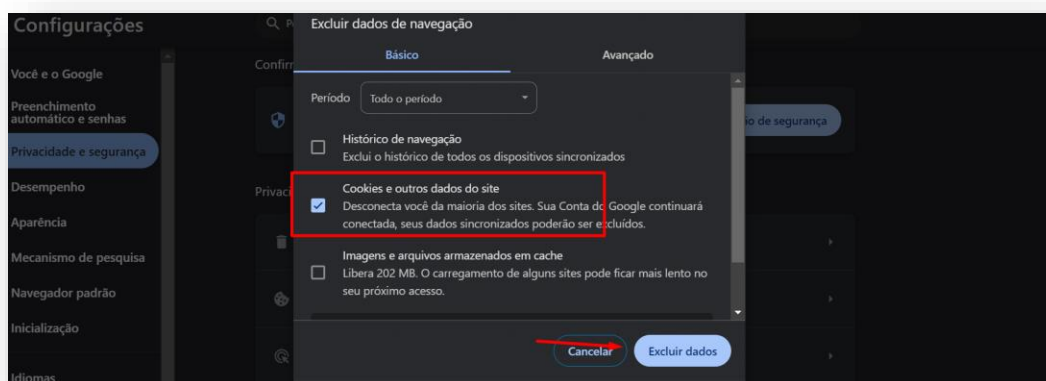 Configurações
Você e o Google
Preenchimento
automático e senhas
Privacidade e segurança
Desempenho
Aparência
Mecanismo de pesquisa
Navegador padrão
Inicialização
Idiomas
Excluir dados de navegação
Básico
Avançado
Período
Todo o período
Histórico de navegação
Exclui o histórico de todos os dispositivos sincronizados
Cookies e outros dados do site
Desconecta você da maioria dos sites. Sua Conta do Google continuará
conectada, seus dados sincronizados poderão ser excluídos.
Imagens e arquivos armazenados em cache
Libera 202 MB. O carregamento de alguns sites pode ficar mais lento no
seu próximo acesso.
Cancelar
Excluir dados
de segurança